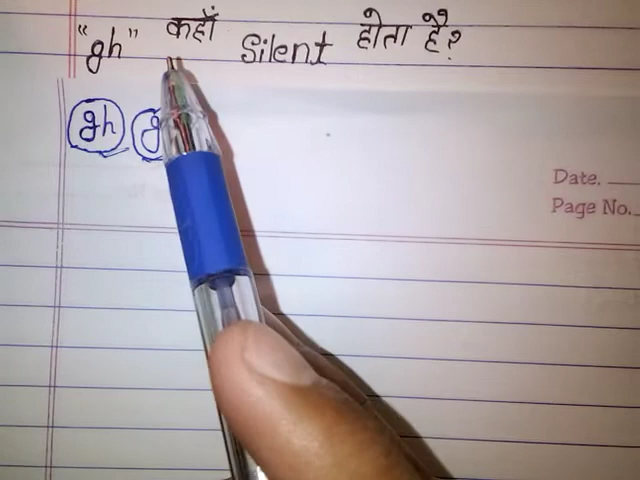 "gh" कहाँ Silent होता है?
gh g
Date.
Page No.